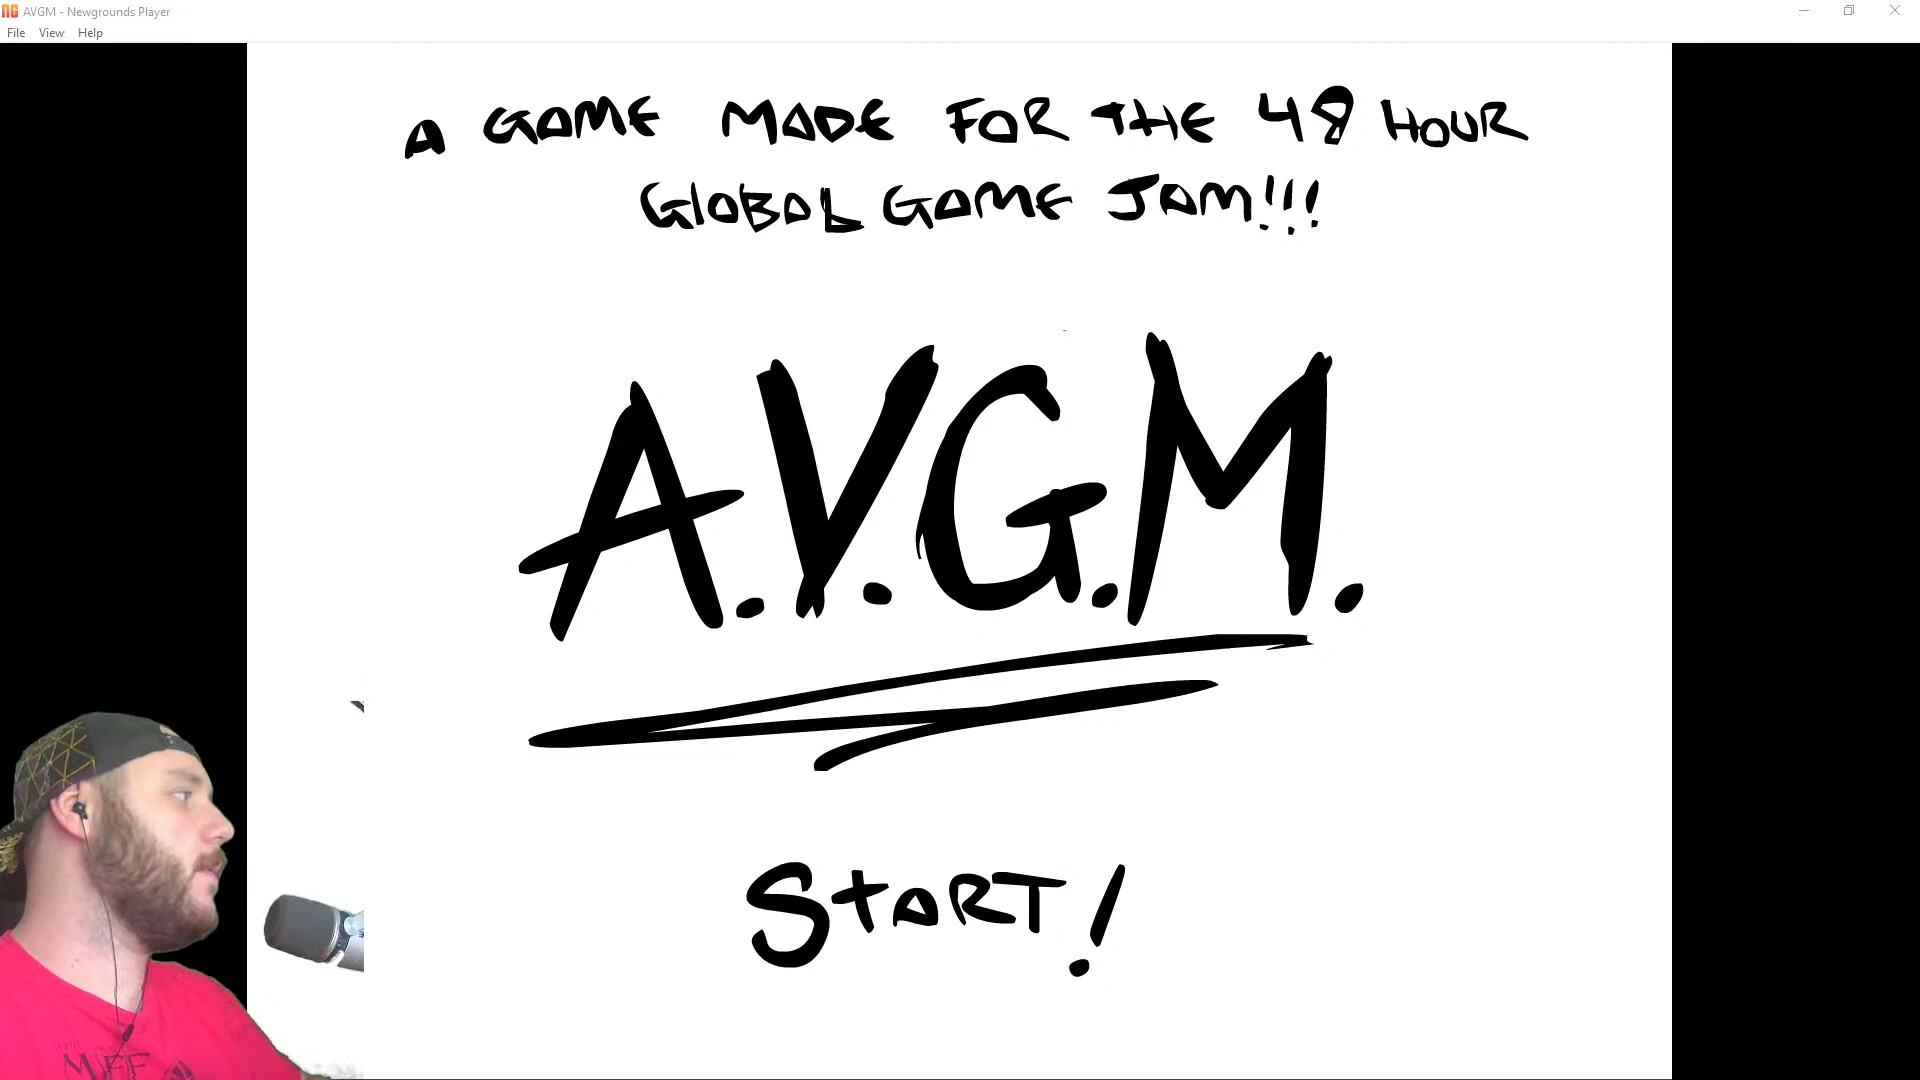 AVGM - Newgrounds Player
File View Help
A GAME MADE FOR THE 48 HOUR
GLOBAL GAME JAM!!!
A.V.G.M.
START!